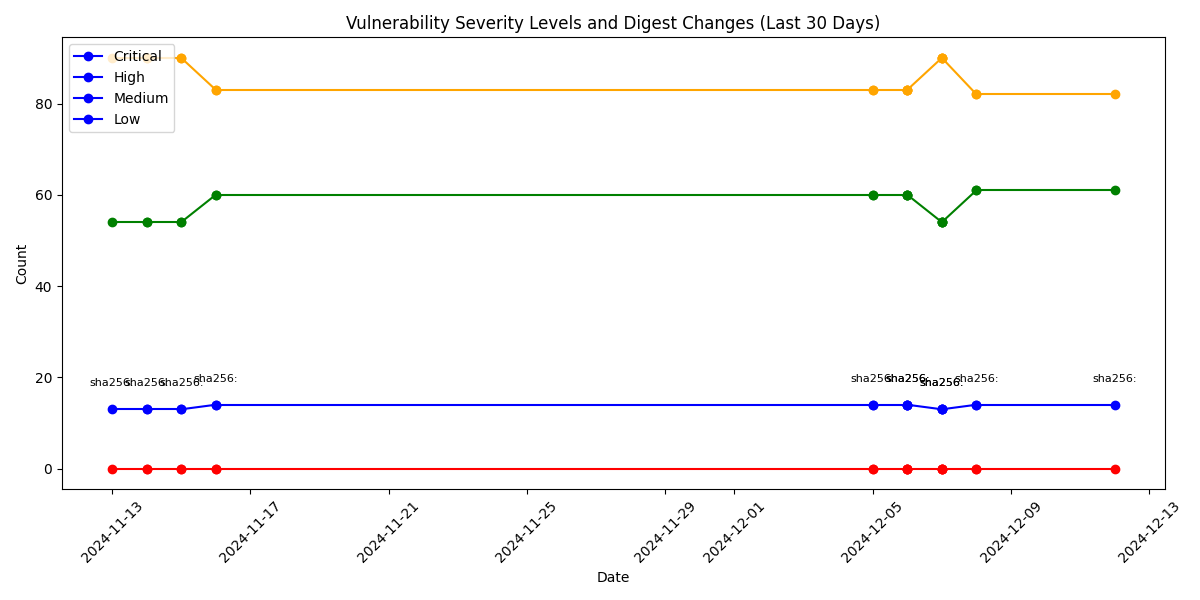 Vulnerability Severity Levels and Digest Changes (Last 30 Days)
Critical
High
Medium
Low
Count
80
60
40
20
0
sha256:
sha256:
sha256:
sha256:
sha256:
sha256:
sha256:
sha256:
sha256:
2024-11-13
2024-11-17
2024-11-21
2024-11-25
2024-11-29
2024-12-01
2024-12-05
2024-12-09
2024-12-13
Date